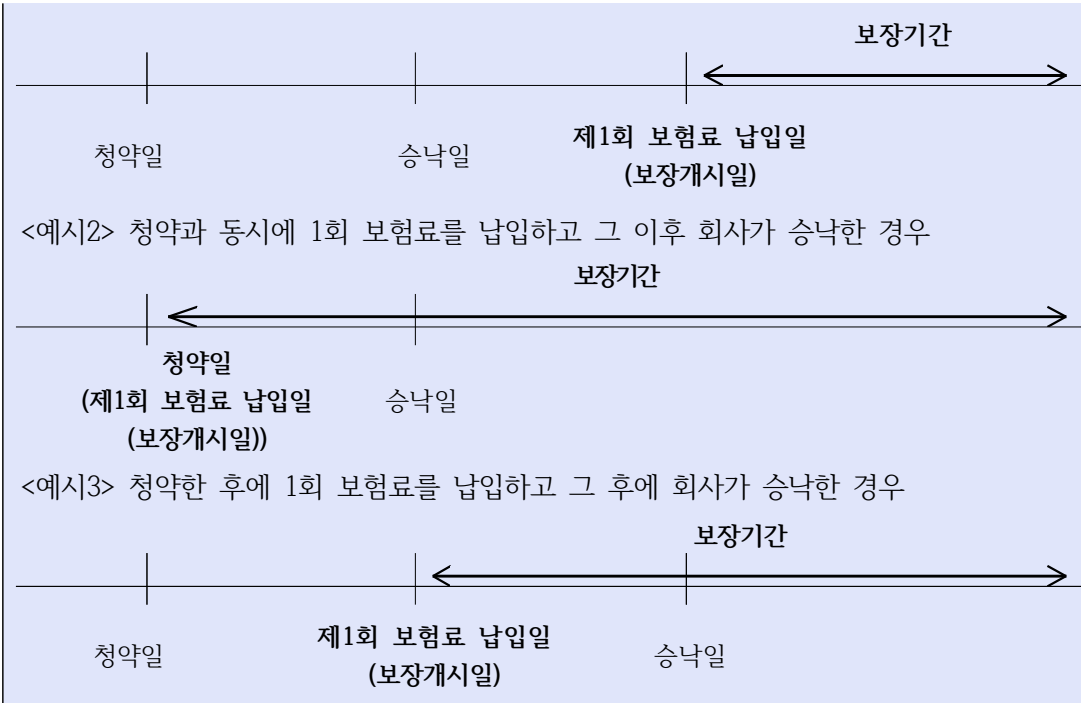 보장기간
청약일 승낙일 제1회 보험료 납입일
(보장개시일)
<예시2> 청약과 동시에 1회 보험료를 납입하고 그 이후 회사가 승낙한 경우
보장기간
청약일
(제1회 보험료 납입일 승낙일
(보장개시일))
<예시3> 청약한 후에 1회 보험료를 납입하고 그 후에 회사가 승낙한 경우
보장기간
청약일 제1회 보험료 납입일 승낙일
(보장개시일)